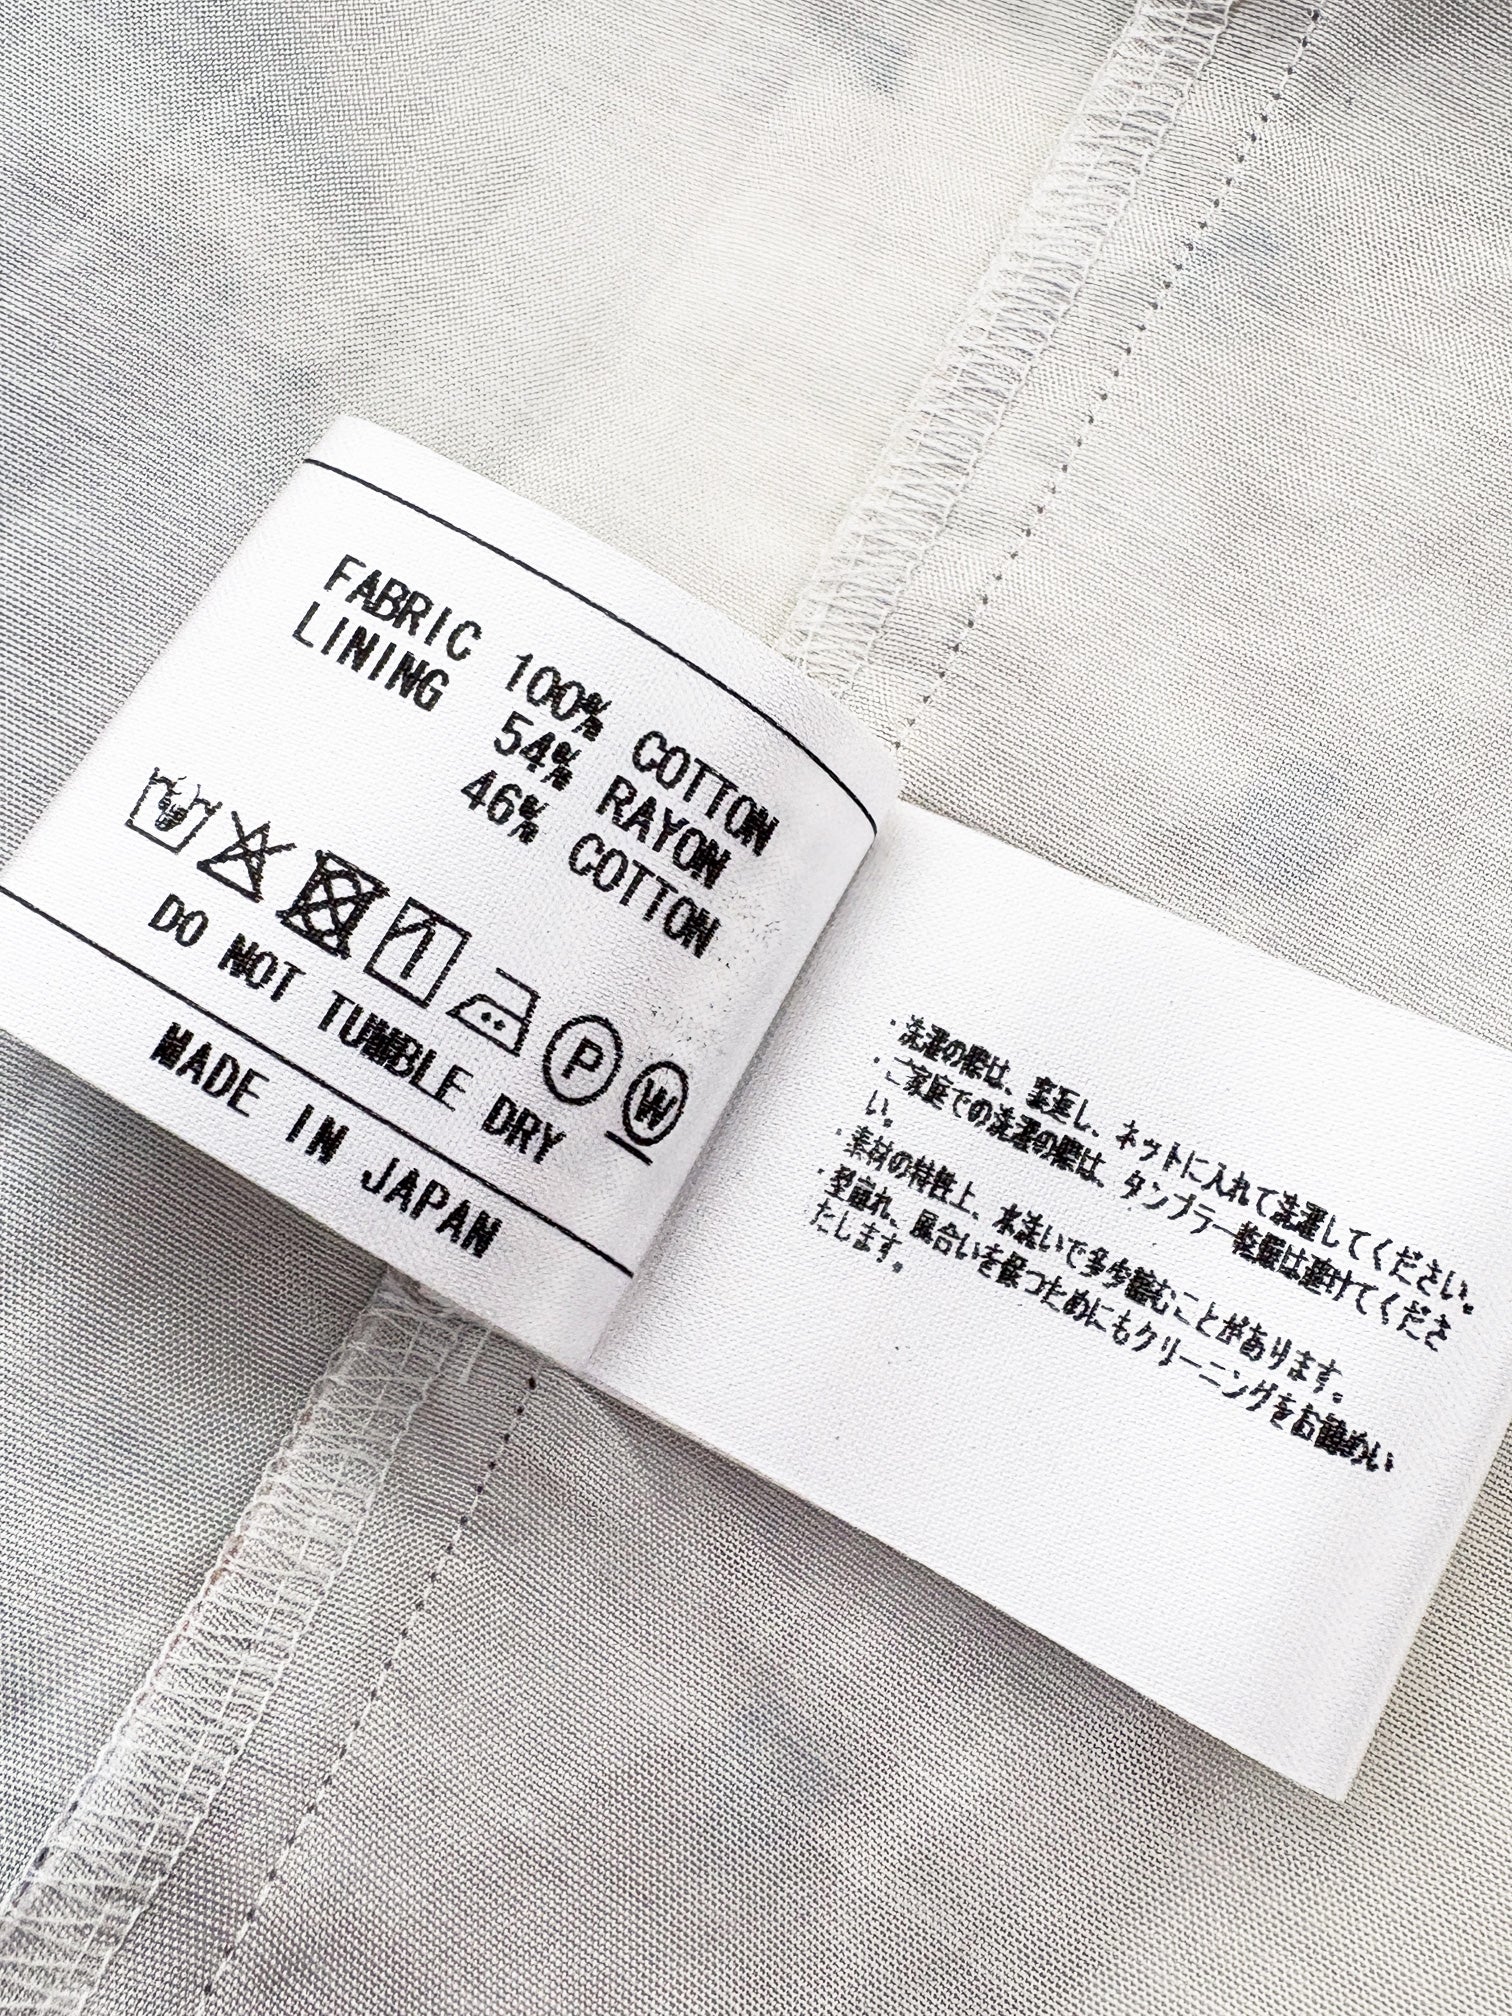 FABRIC 100% COTTON
LINING 54% RAYON
46% COTTON
P W
DO NOT TUMBLE DRY
MADE IN JAPAN
・洗濯の際は、裏返し、ネットに入れて洗濯してください。
・ご家庭での洗濯の際は、タンブラー乾燥は避けてくださ
い。
・素材の特性上、水洗いで多少縮むことがあります。
・型崩れ、風合いを保つためにもクリーニングをお勧めい
たします。